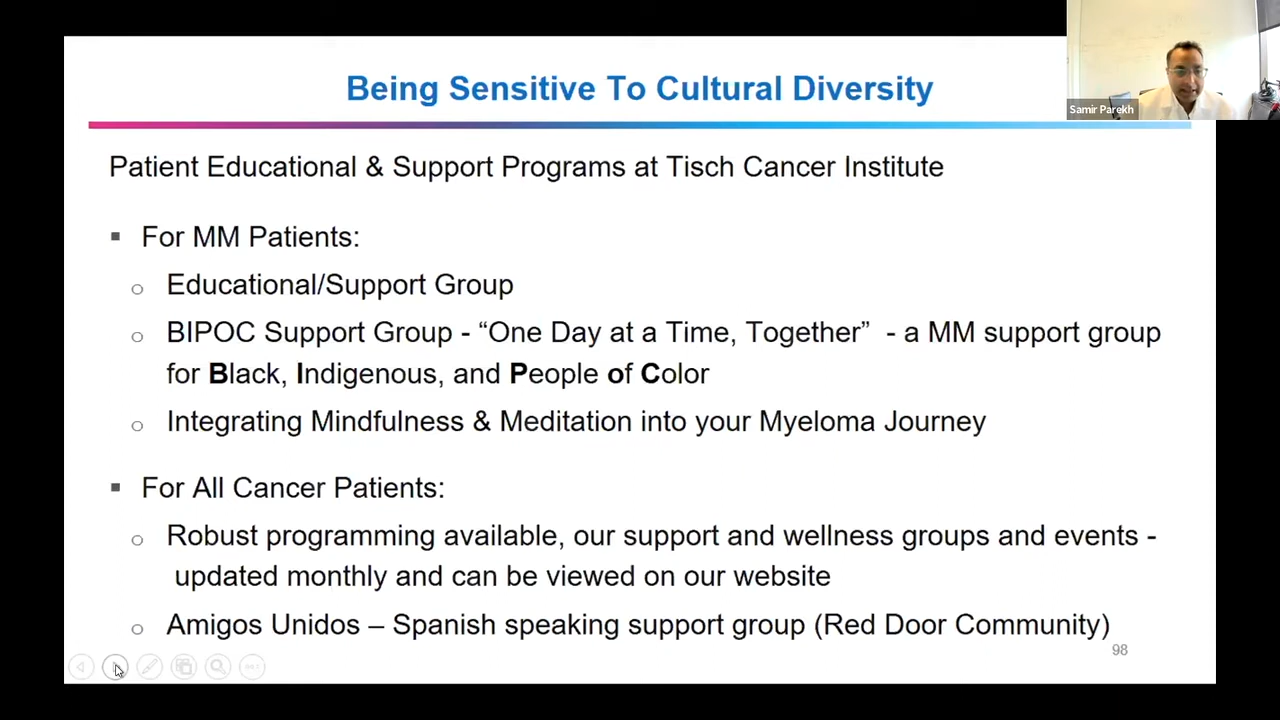 Being Sensitive To Cultural Diversity
Samir Parekh
Patient Educational & Support Programs at Tisch Cancer Institute
▪ For MM Patients:
o Educational/Support Group
o BIPOC Support Group - “One Day at a Time, Together” - a MM support group
for Black, Indigenous, and People of Color
o Integrating Mindfulness & Meditation into your Myeloma Journey
▪ For All Cancer Patients:
o Robust programming available, our support and wellness groups and events -
updated monthly and can be viewed on our website
o Amigos Unidos – Spanish speaking support group (Red Door Community)
98